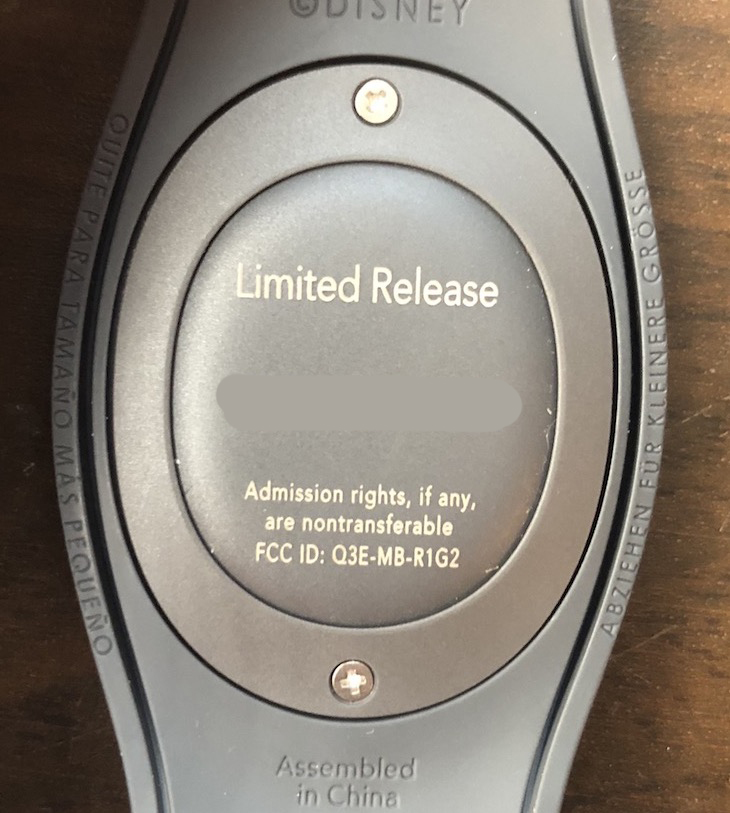 ©DISNEY
QUITE PARA TAMAÑO MÁS PEQUEÑO
Limited Release
Admission rights, if any,
are nontransferable
FCC ID: Q3E-MB-R1G2
ABZIEHEN FÜR KLEINERE GRÖSSE
Assembled
in China